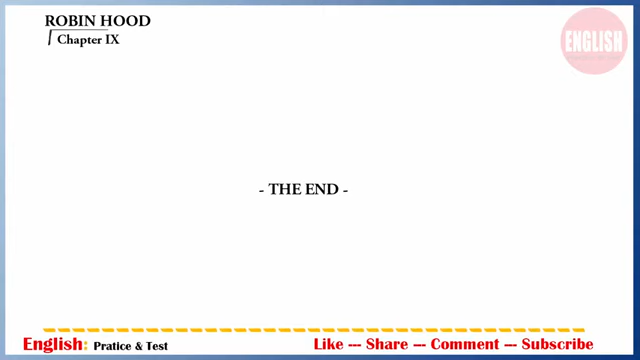 ROBIN HOOD
Chapter IX
ENGLISH
- THE END -
English: Pratice & Test
Like --- Share --- Comment --- Subscribe